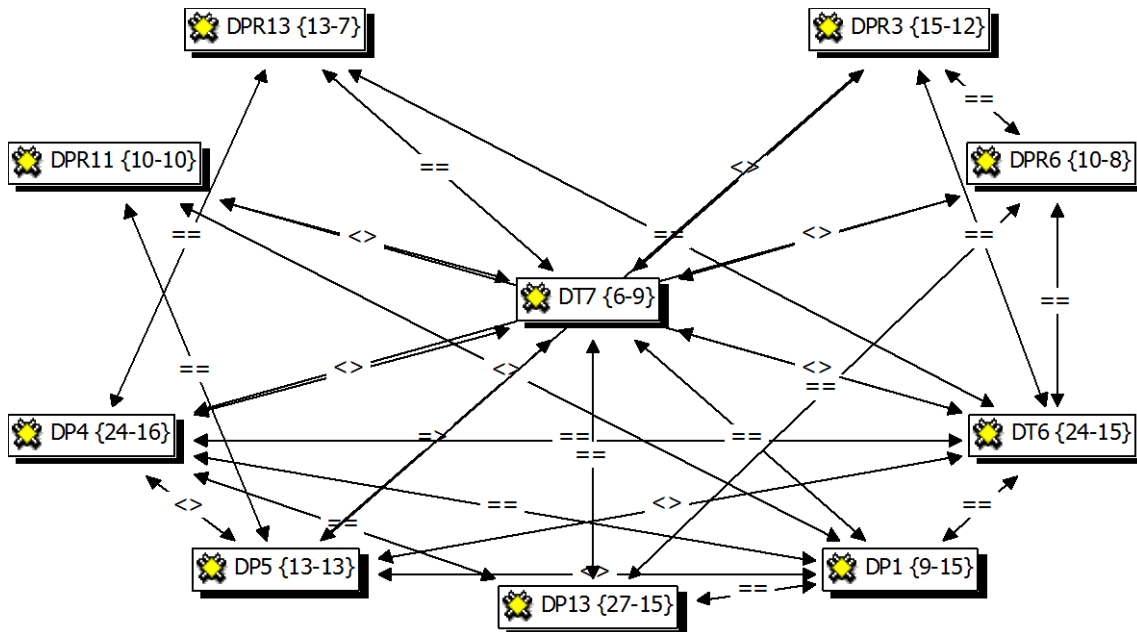 DPR13 {13-7}
DPR3 {15-12}
==
DPR11 {10-10}
DPR6 {10-8}
==
<>
==
<>
==
==
<>
DT7 {6-9}
==
==
<>
<>
<>
==
DP4 {24-16}
=>
==
==
DT6 {24-15}
==
<>
==
<>
==
==
DP5 {13-13}
<>
DP1 {9-15}
==
DP13 {27-15}